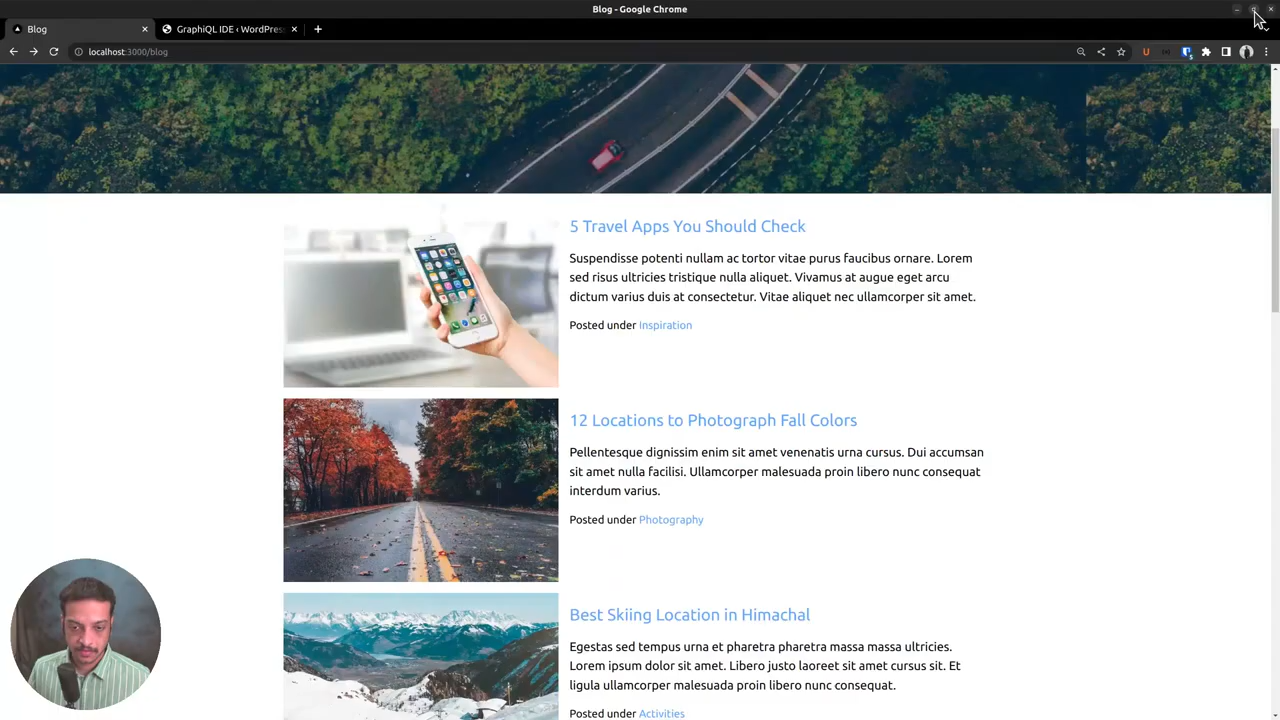 Blog - Google Chrome
Blog
GraphiQL IDE ‹ WordPres
localhost:3000/blog
5 Travel Apps You Should Check
Suspendisse potenti nullam ac tortor vitae purus faucibus ornare. Lorem
sed risus ultricies tristique nulla aliquet. Vivamus at augue eget arcu
dictum varius duis at consectetur. Vitae aliquet nec ullamcorper sit amet.
Posted under Inspiration
12 Locations to Photograph Fall Colors
Pellentesque dignissim enim sit amet venenatis urna cursus. Dui accumsan
sit amet nulla facilisi. Ullamcorper malesuada proin libero nunc consequat
interdum varius.
Posted under Photography
Best Skiing Location in Himachal
Egestas sed tempus urna et pharetra pharetra massa massa ultricies.
Lorem ipsum dolor sit amet. Libero justo laoreet sit amet cursus sit. Et
ligula ullamcorper malesuada proin libero nunc consequat.
Posted under Activities